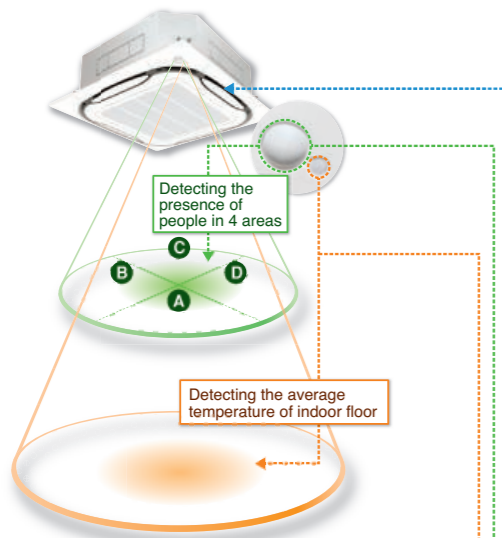 Detecting the
presence of
people in 4 areas
C
B
D
A
Detecting the average
temperature of indoor floor